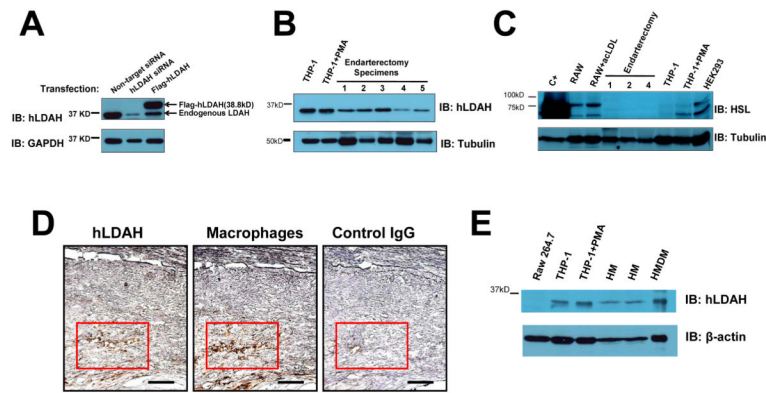 A
Transfection:
Non-target siRNA
hLDAH siRNA
Flag-hLDAH
IB: hLDAH
37 KD
Flag-hLDAH(38.8kD)
Endogenous LDAH
IB: GAPDH
37 KD
B
THP-1
THP-1+PMA
Endarterectomy
Specimens
1 2 3 4 5
37kD
IB: hLDAH
50kD
IB: Tubulin
C
C+
RAW
RAW+acLDL
Endarterectomy
1 2 4
THP-1
THP-1+PMA
HEK293
100kD
75kD
IB: HSL
IB: Tubulin
D
hLDAH
Macrophages
Control IgG
E
Raw 264.7
THP-1
THP-1+PMA
HM
HM
HMDM
37kD
IB: hLDAH
IB: β-actin